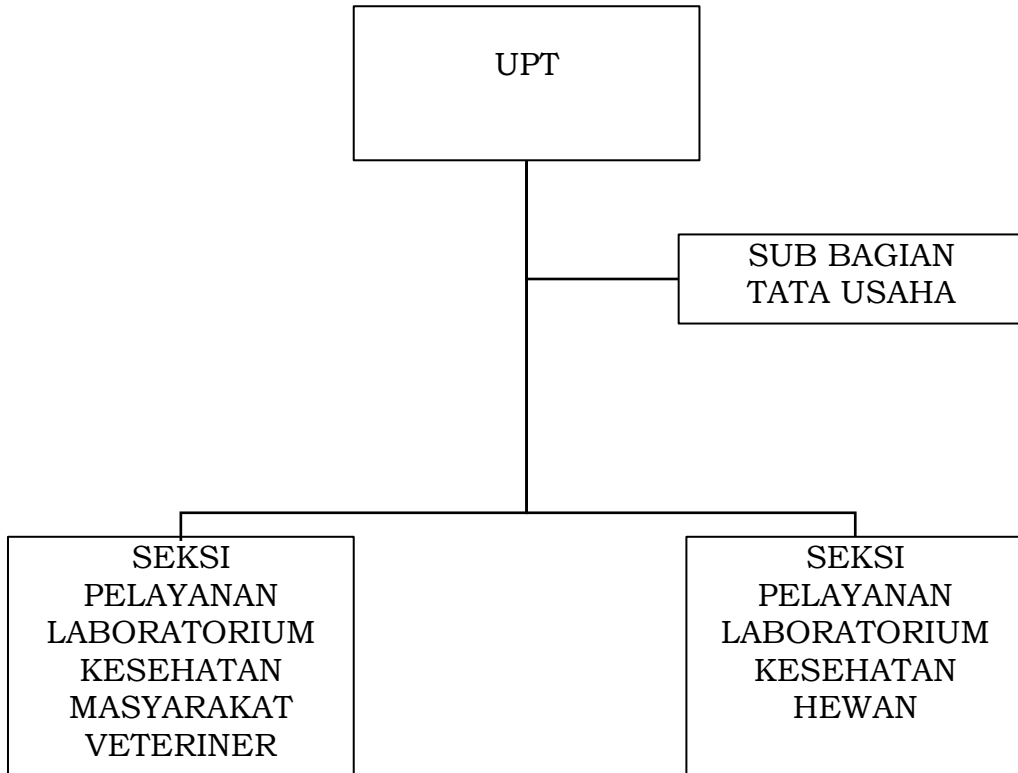 UPT
SUB BAGIAN
TATA USAHA
SEKSI
PELAYANAN
LABORATORIUM
KESEHATAN
MASYARAKAT
VETERINER
SEKSI
PELAYANAN
LABORATORIUM
KESEHATAN
HEWAN